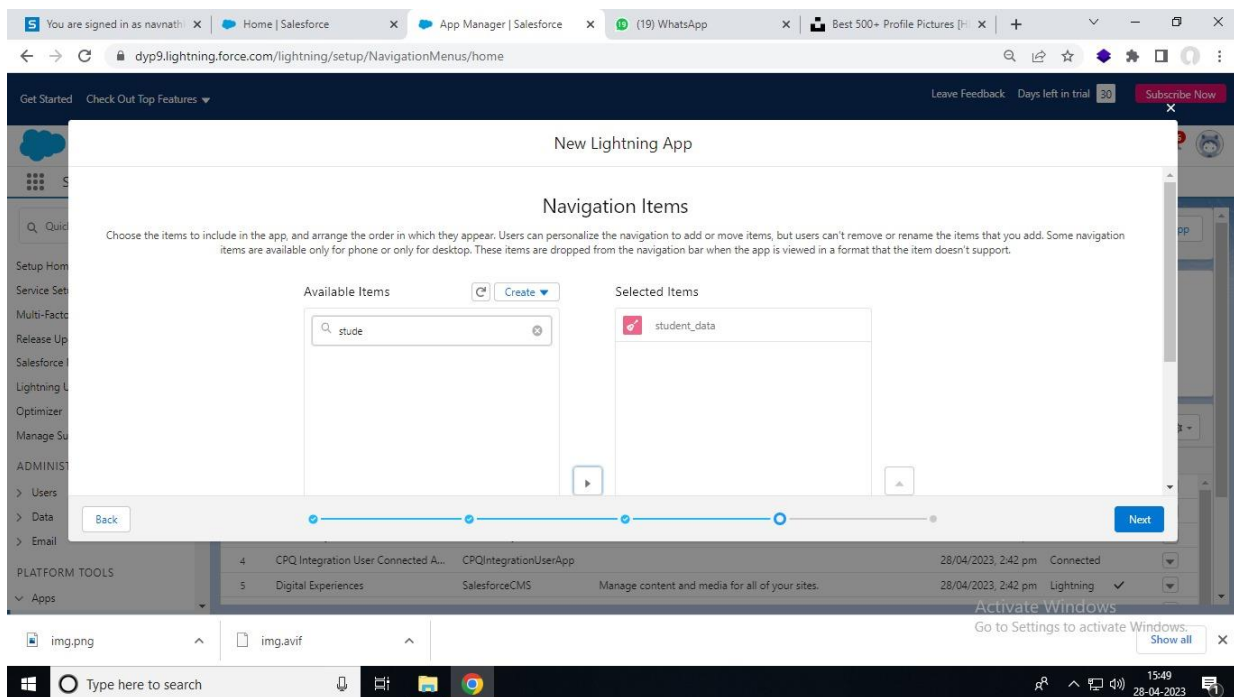 You are signed in as navnath
Home | Salesforce
App Manager | Salesforce
(19) WhatsApp
Best 500+ Profile Pictures [H
dyp9.lightning.force.com/lightning/setup/NavigationMenus/home
Get Started Check Out Top Features
Leave Feedback Days left in trial 30 Subscribe Now
New Lightning App
Navigation Items
Choose the items to include in the app, and arrange the order in which they appear. Users can personalize the navigation to add or move items, but users can't remove or rename the items that you add. Some navigation
items are available only for phone or only for desktop. These items are dropped from the navigation bar when the app is viewed in a format that the item doesn't support.
Available Items Create Selected Items
stude
student_data
Quic
Setup Hom
Service Set
Multi-Facto
Release Up
Salesforce
Lightning U
Optimizer
Manage Su
ADMINIST
Users
Data
Email
PLATFORM TOOLS
Apps
pp
Back Next
4 CPQ Integration User Connected A... CPQIntegrationUserApp 28/04/2023, 2:42 pm Connected
5 Digital Experiences SalesforceCMS Manage content and media for all of your sites. 28/04/2023, 2:42 pm Lightning
Activate Windows
Go to Settings to activate Windows.
img.png img.avif Show all
Type here to search
15:49
28-04-2023